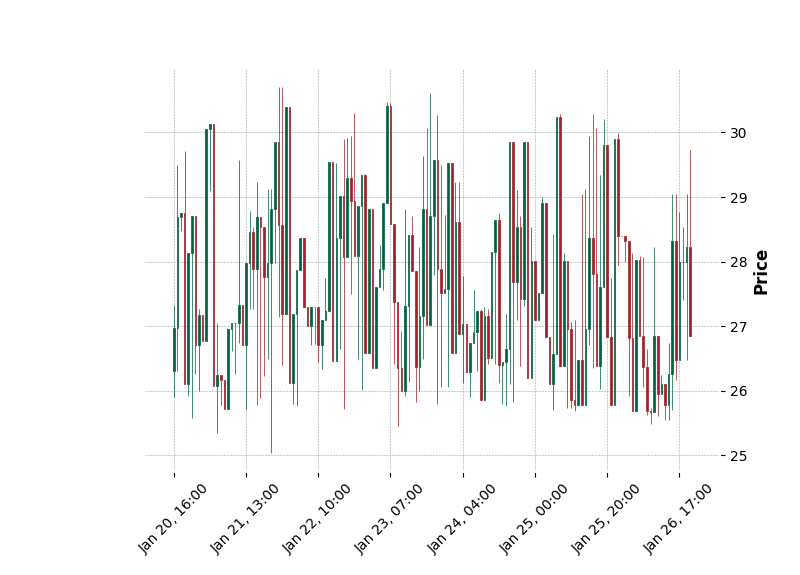 30
29
28
27
26
25
Price
Jan 20, 16:00
Jan 21, 13:00
Jan 22, 10:00
Jan 23, 07:00
Jan 24, 04:00
Jan 25, 00:00
Jan 25, 20:00
Jan 26, 17:00